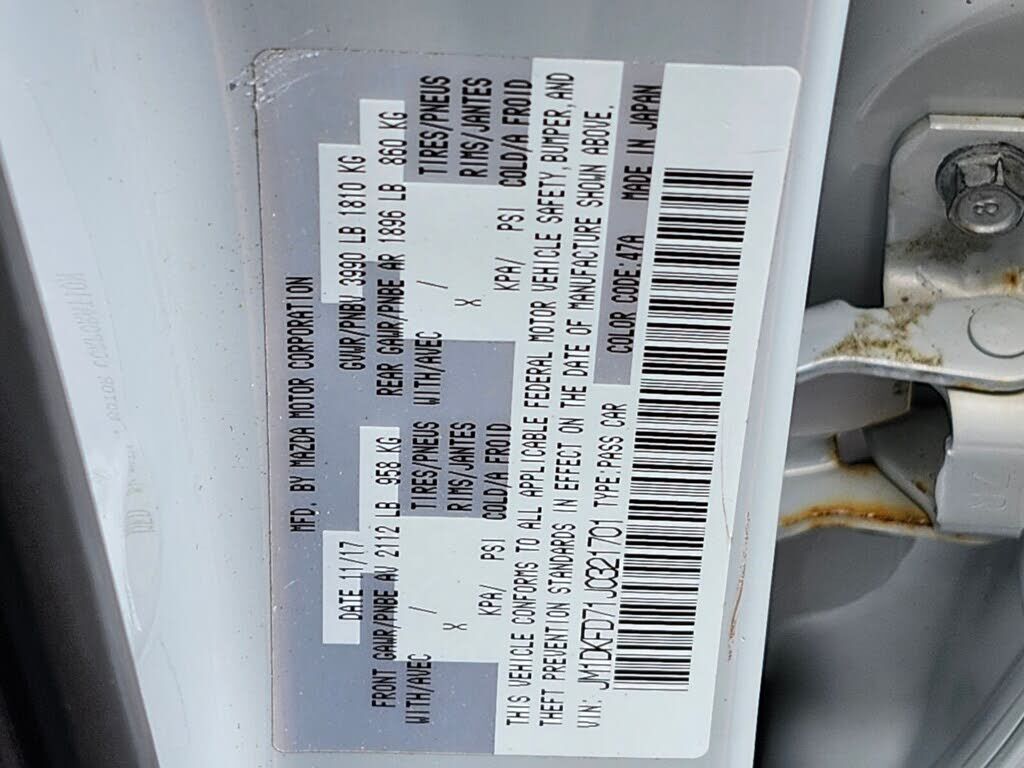 MFD. BY MAZDA MOTOR CORPORATION
DATE 11/17 GVWR/PNBV 3990 LB 1810 KG
FRONT GAWR/PNBE AV 2112 LB 958 KG REAR GAWR/PNBE AR 1896 LB 860 KG
WITH/AVEC / TIRES/PNEUS WITH/AVEC / TIRES/PNEUS
X RIMS/JANTES X RIMS/JANTES
KPA/ PSI COLD/A FROID KPA/ PSI COLD/A FROID
THIS VEHICLE CONFORMS TO ALL APPLICABLE FEDERAL MOTOR VEHICLE SAFETY, BUMPER, AND
THEFT PREVENTION STANDARDS IN EFFECT ON THE DATE OF MANUFACTURE SHOWN ABOVE.
VIN: JM1DKFD71J0321701 TYPE:PASS CAR COLOR CODE:47A MADE IN JAPAN
8